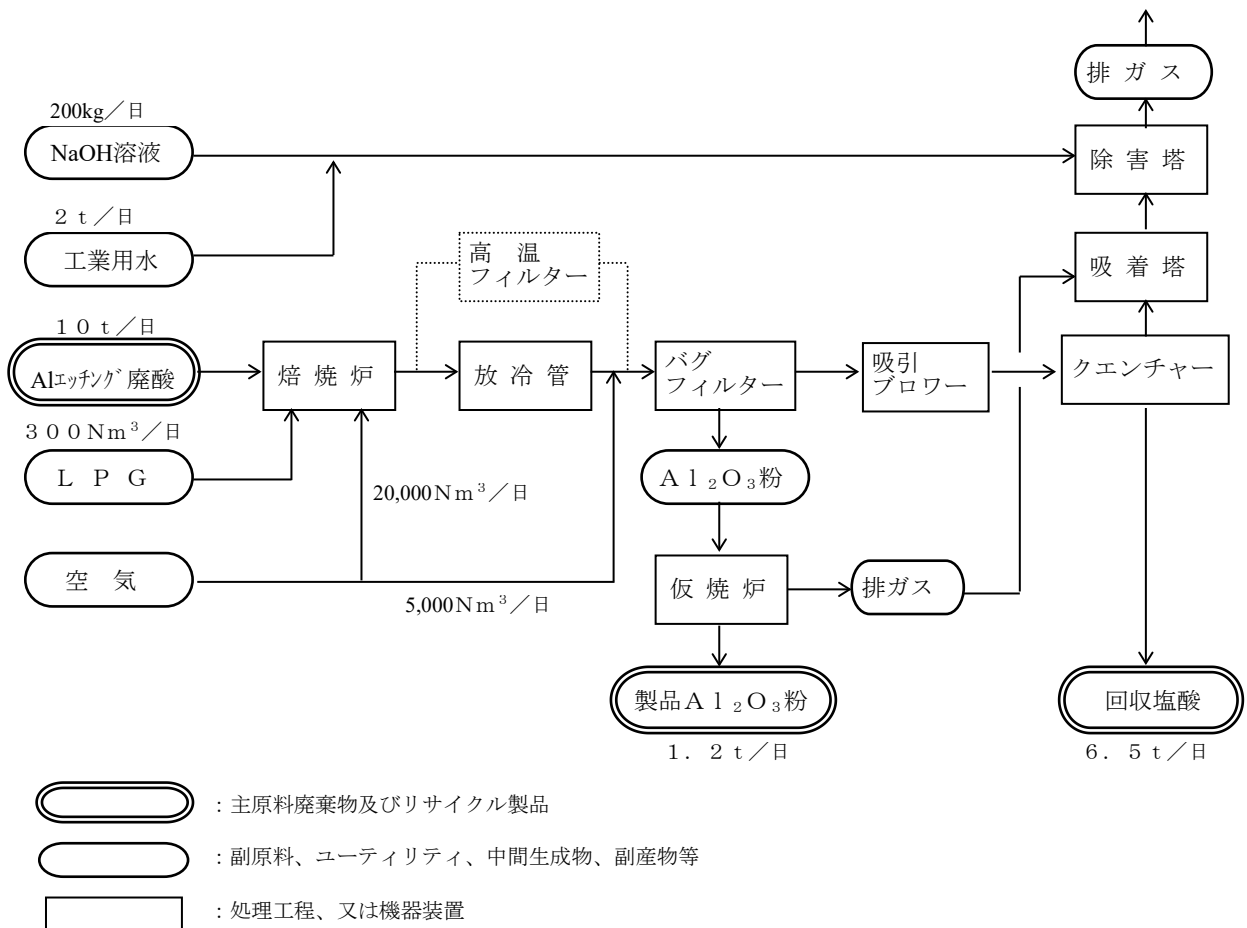 排 ガ ス
200kg／日
NaOH溶液
除 害 塔
２ｔ／日
工業用水
高　温
フィルター
吸 着 塔
１０ｔ／日
Alｴｯﾁﾝｸﾞ廃酸
焙 焼 炉
放 冷 管
バグ
フィルター
吸引
ブロワー
クエンチャー
３００Ｎｍ³／日
Ｌ Ｐ Ｇ
20,000Ｎｍ³／日
Ａｌ₂Ｏ₃粉
空　気
5,000Ｎｍ³／日
仮 焼 炉
排ガス
製品Ａｌ₂Ｏ₃粉
回収塩酸
１．２ｔ／日
６．５ｔ／日
：主原料廃棄物及びリサイクル製品
：副原料、ユーティリティ、中間生成物、副産物等
：処理工程、又は機器装置